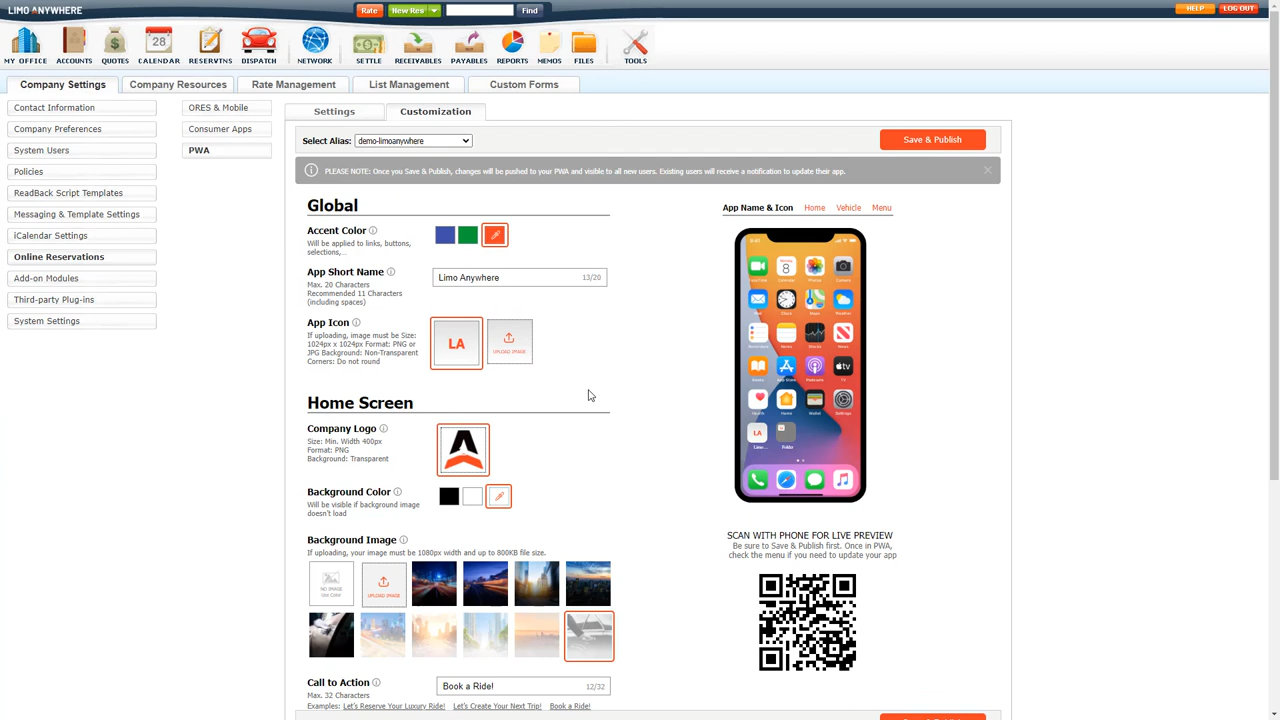 LIMO ANYWHERE
Rate
New Res
Find
HELP
LOG OUT
MY OFFICE
ACCOUNTS
QUOTES
28
CALENDAR
RESERVTNS
DISPATCH
NETWORK
SETTLE
RECEIVABLES
PAYABLES
REPORTS
MEMOS
FILES
TOOLS
Company Settings
Company Resources
Rate Management
List Management
Custom Forms
Contact Information
Company Preferences
System Users
Policies
ReadBack Script Templates
Messaging & Template Settings
iCalendar Settings
Online Reservations
Add-on Modules
Third-party Plug-ins
System Settings
ORES & Mobile
Consumer Apps
PWA
Settings
Customization
Select Alias:
demo-limoanywhere
Save & Publish
PLEASE NOTE: Once you Save & Publish, changes will be pushed to your PWA and visible to all new users. Existing users will receive a notification to update their app.
Global
Accent Color
Will be applied to links, buttons,
selections,...
App Short Name
Max. 20 Characters
Recommended 11 Characters
(including spaces)
Limo Anywhere
13/20
App Icon
If uploading, image must be Size:
1024px x 1024px Format: PNG or
JPG Background: Non-Transparent
Corners: Do not round
LA
UPLOAD IMAGE
Home Screen
Company Logo
Size: Min. Width 400px
Format: PNG
Background: Transparent
Background Color
Will be visible if background image
doesn't load
Background Image
If uploading, your image must be 1080px width and up to 800KB file size.
NO IMAGE
Use Color
UPLOAD IMAGE
Call to Action
Max. 32 Characters
Book a Ride!
12/32
Examples: Let's Reserve Your Luxury Ride! Let's Create Your Next Trip! Book a Ride!
App Name & Icon
Home
Vehicle
Menu
8
LA
SCAN WITH PHONE FOR LIVE PREVIEW
Be sure to Save & Publish first. Once in PWA,
check the menu if you need to update your app